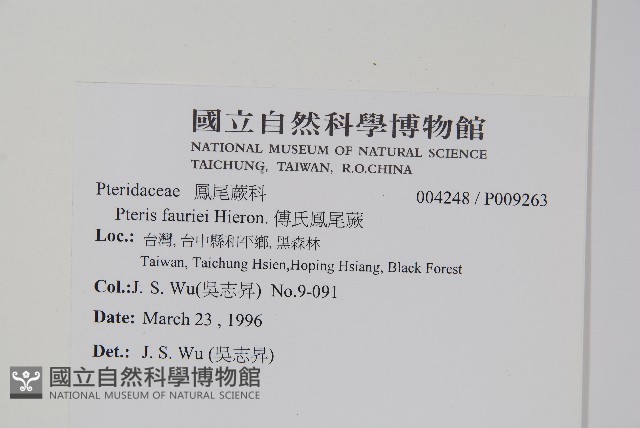 國立自然科學博物館
NATIONAL MUSEUM OF NATURAL SCIENCE
TAICHUNG, TAIWAN, R.O.CHINA
Pteridaceae 鳳尾蕨科 004248 / P009263
Pteris fauriei Hieron. 傅氏鳳尾蕨
Loc.: 台灣, 台中縣和平鄉, 黑森林
Taiwan, Taichung Hsien,Hoping Hsiang, Black Forest
Col.:J. S. Wu(吳志昇) No.9-091
Date: March 23 , 1996
Det.: J. S. Wu (吳志昇)
國立自然科學博物館
NATIONAL MUSEUM OF NATURAL SCIENCE